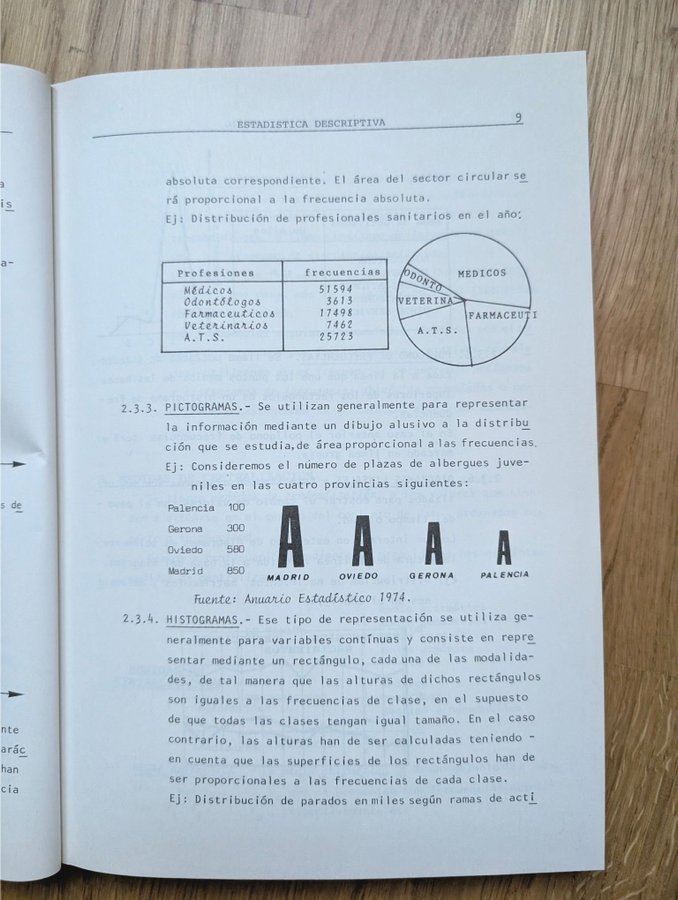 ESTADISTICA DESCRIPTIVA 9
absoluta correspondiente. El área del sector circular se
rá proporcional a la frecuencia absoluta.
Ej: Distribución de profesionales sanitarios en el año:
Profesiones frecuencias
Médicos 51594
Odontólogos 3613
Farmaceuticos 17498
Veterinarios 7462
A.T.S. 25723
MEDICOS
ODONTO
VETERINA
FARMACEUTI
A.T.S.
2.3.3. PICTOGRAMAS.- Se utilizan generalmente para representar
la información mediante un dibujo alusivo a la distribu
ción que se estudia, de área proporcional a las frecuencias.
Ej: Consideremos el número de plazas de albergues juve-
niles en las cuatro provincias siguientes:
Palencia 100
Gerona 300
Oviedo 580
Madrid 850
A A A A
MADRID OVIEDO GERONA PALENCIA
Fuente: Anuario Estadístico 1974.
2.3.4. HISTOGRAMAS.- Ese tipo de representación se utiliza ge-
neralmente para variables contínuas y consiste en repre
sentar mediante un rectángulo, cada una de las modalida-
des, de tal manera que las alturas de dichos rectángulos
son iguales a las frecuencias de clase, en el supuesto
de que todas las clases tengan igual tamaño. En el caso
contrario, las alturas han de ser calculadas teniendo -
en cuenta que las superficies de los rectángulos han de
ser proporcionales a las frecuencias de cada clase.
Ej: Distribución de parados en miles según ramas de acti